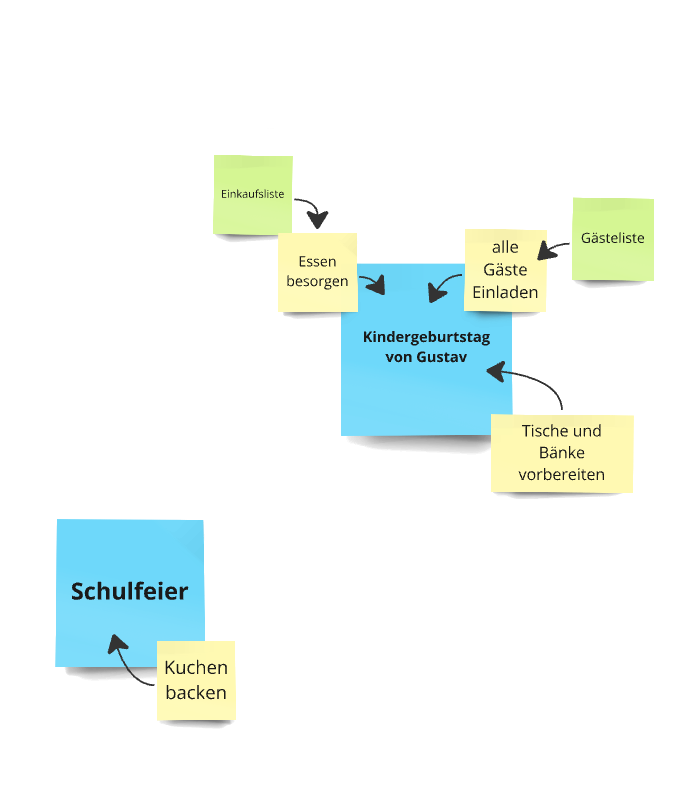 Einkaufsliste
Essen
besorgen
alle
Gäste
Einladen
Gästeliste
Kindergeburtstag
von Gustav
Tische und
Bänke
vorbereiten
Schulfeier
Kuchen
backen